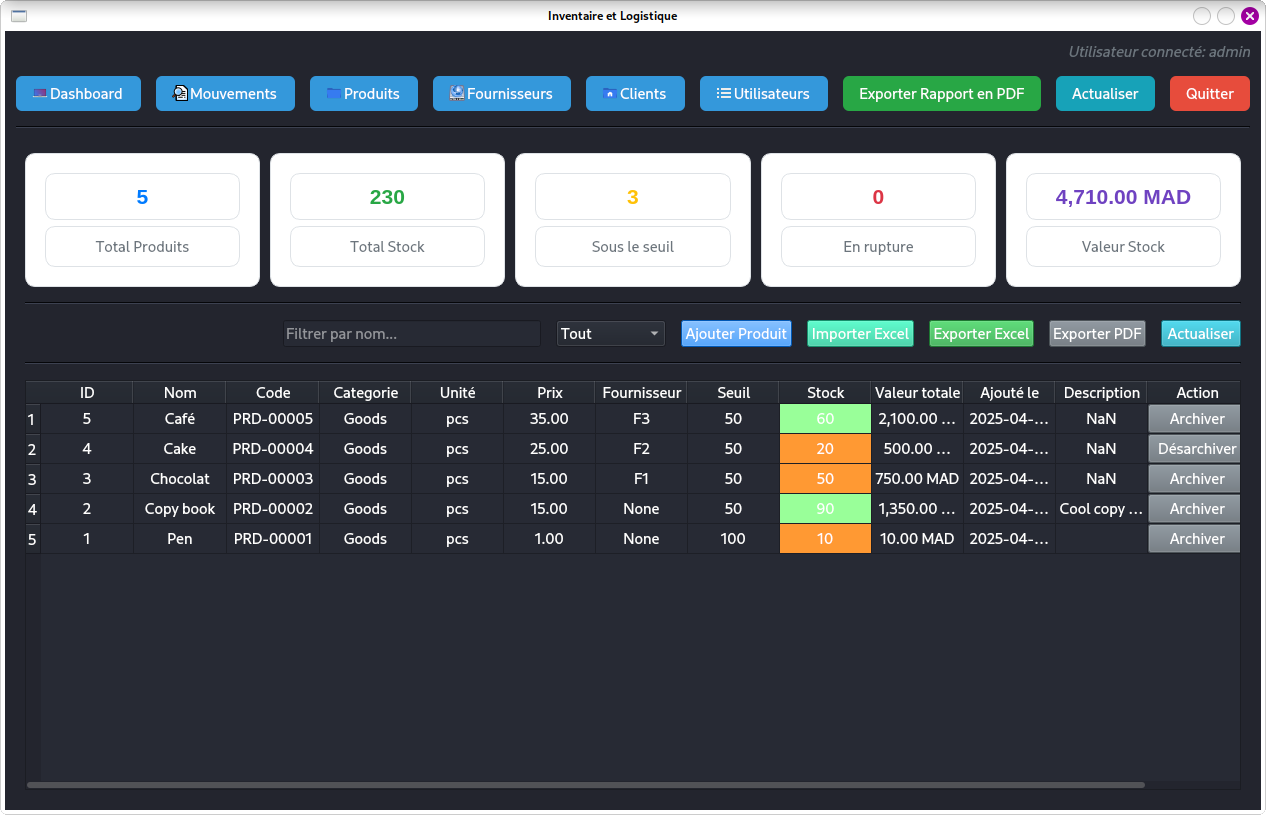 Inventaire et Logistique
Utilisateur connecté: admin
Dashboard Mouvements Produits Fournisseurs Clients Utilisateurs Exporter Rapport en PDF Actualiser Quitter
5 230 3 0 4,710.00 MAD
Total Produits Total Stock Sous le seuil En rupture Valeur Stock
Filtrer par nom... Tout Ajouter Produit Importer Excel Exporter Excel Exporter PDF Actualiser
ID Nom Code Categorie Unité Prix Fournisseur Seuil Stock Valeur totale Ajouté le Description Action
1 5 Café PRD-00005 Goods pcs 35.00 F3 50 60 2,100.00 ... 2025-04-... NaN Archiver
2 4 Cake PRD-00004 Goods pcs 25.00 F2 50 20 500.00 ... 2025-04-... NaN Désarchiver
3 3 Chocolat PRD-00003 Goods pcs 15.00 F1 50 50 750.00 MAD 2025-04-... NaN Archiver
4 2 Copy book PRD-00002 Goods pcs 15.00 None 50 90 1,350.00 ... 2025-04-... Cool copy ... Archiver
5 1 Pen PRD-00001 Goods pcs 1.00 None 100 10 10.00 MAD 2025-04-... Archiver